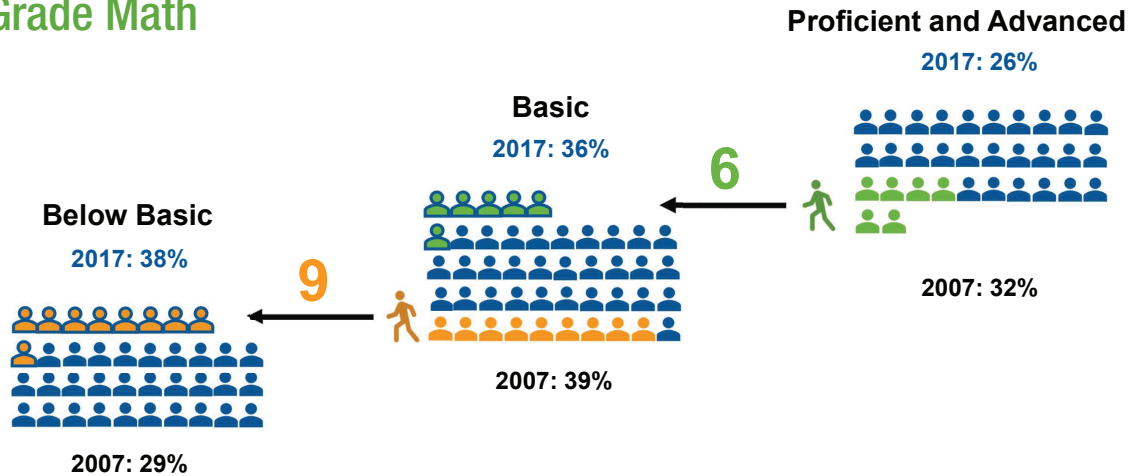 Grade Math
Proficient and Advanced
2017: 26%
Basic
2017: 36%
6
Below Basic
2017: 38%
9
2007: 32%
2007: 39%
2007: 29%